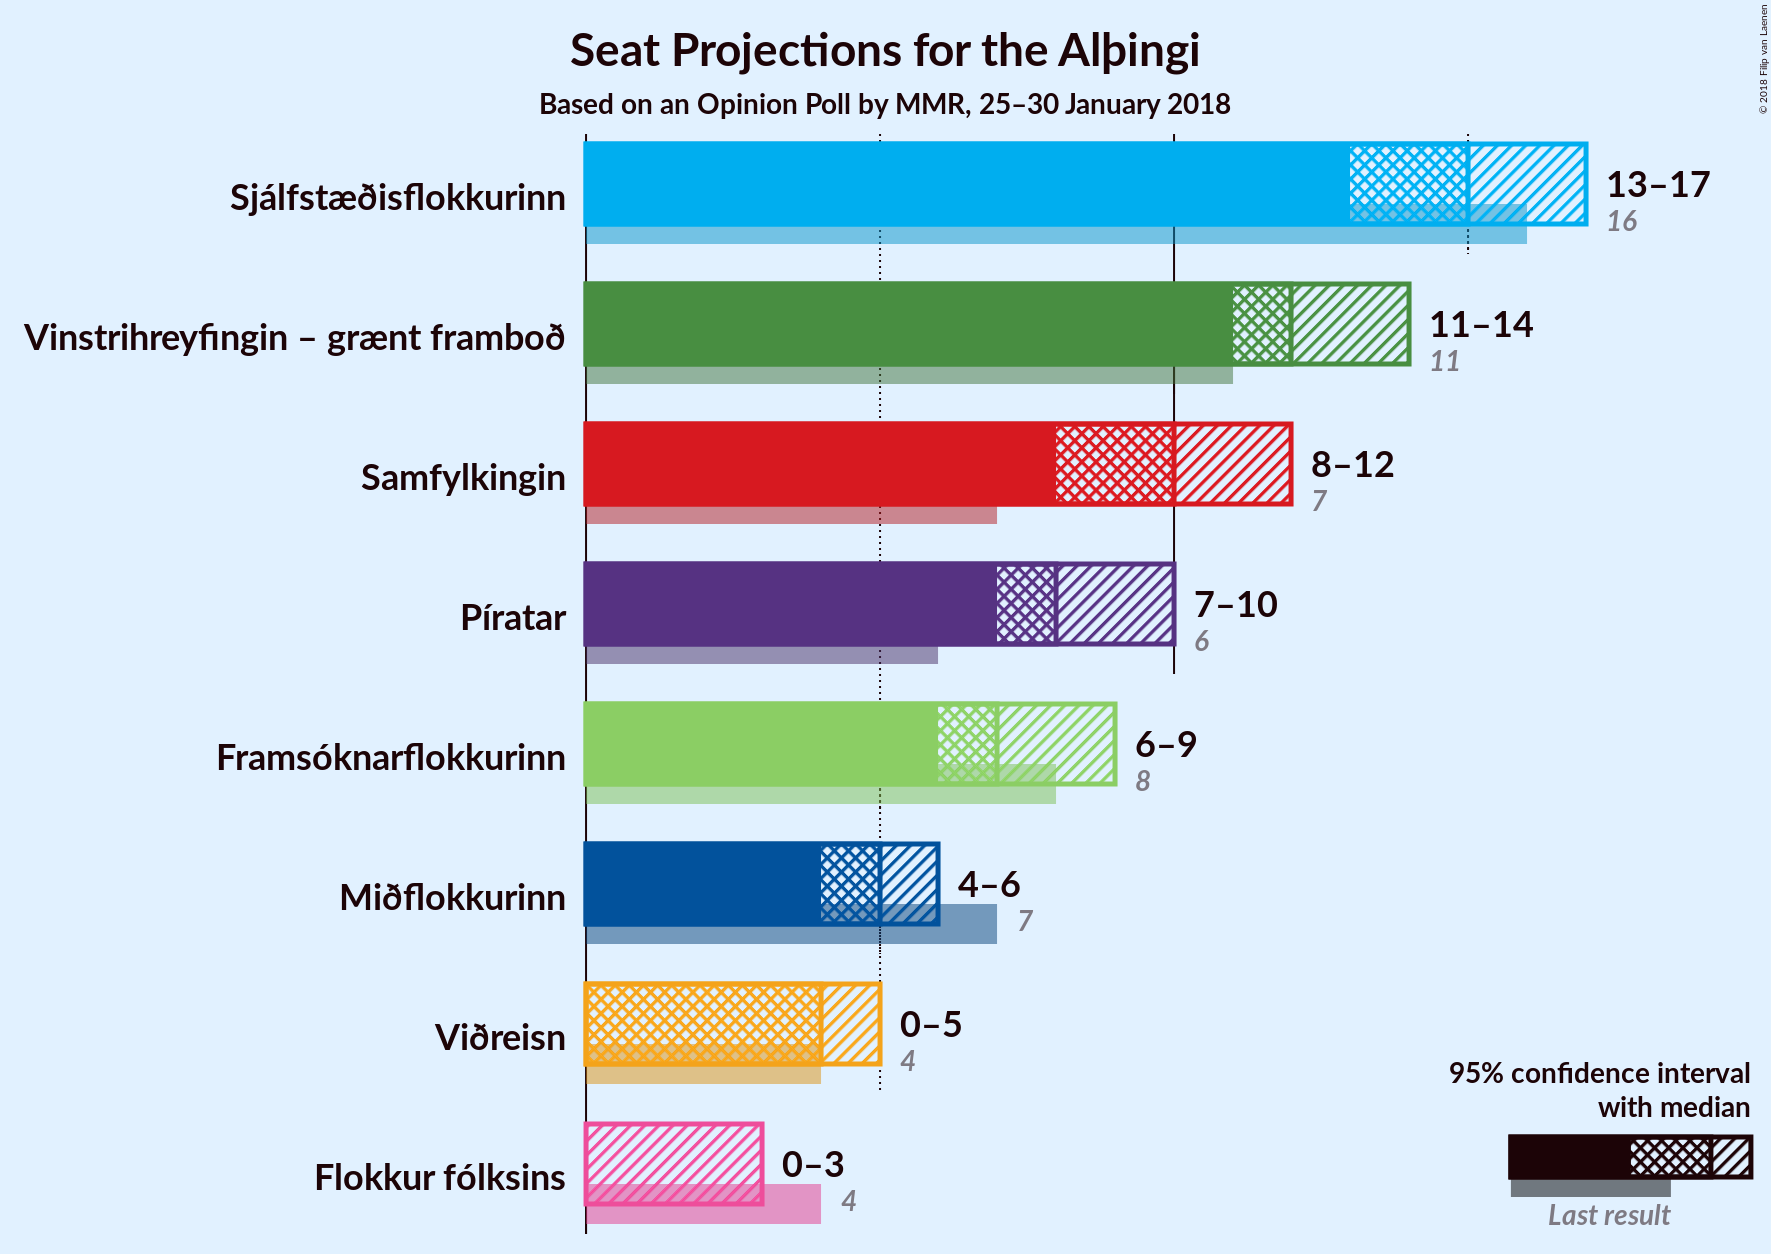 Seat Projections for the Alþingi
Based on an Opinion Poll by MMR, 25–30 January 2018
© 2018 Filip van Laenen
Sjálfstæðisflokkurinn
13–17
16
Vinstrihreyfingin – grænt framboð
11–14
11
Samfylkingin
8–12
7
Píratar
7–10
6
Framsóknarflokkurinn
6–9
8
Miðflokkurinn
4–6
7
Viðreisn
0–5
4
Flokkur fólksins
0–3
4
95% confidence interval
with median
Last result